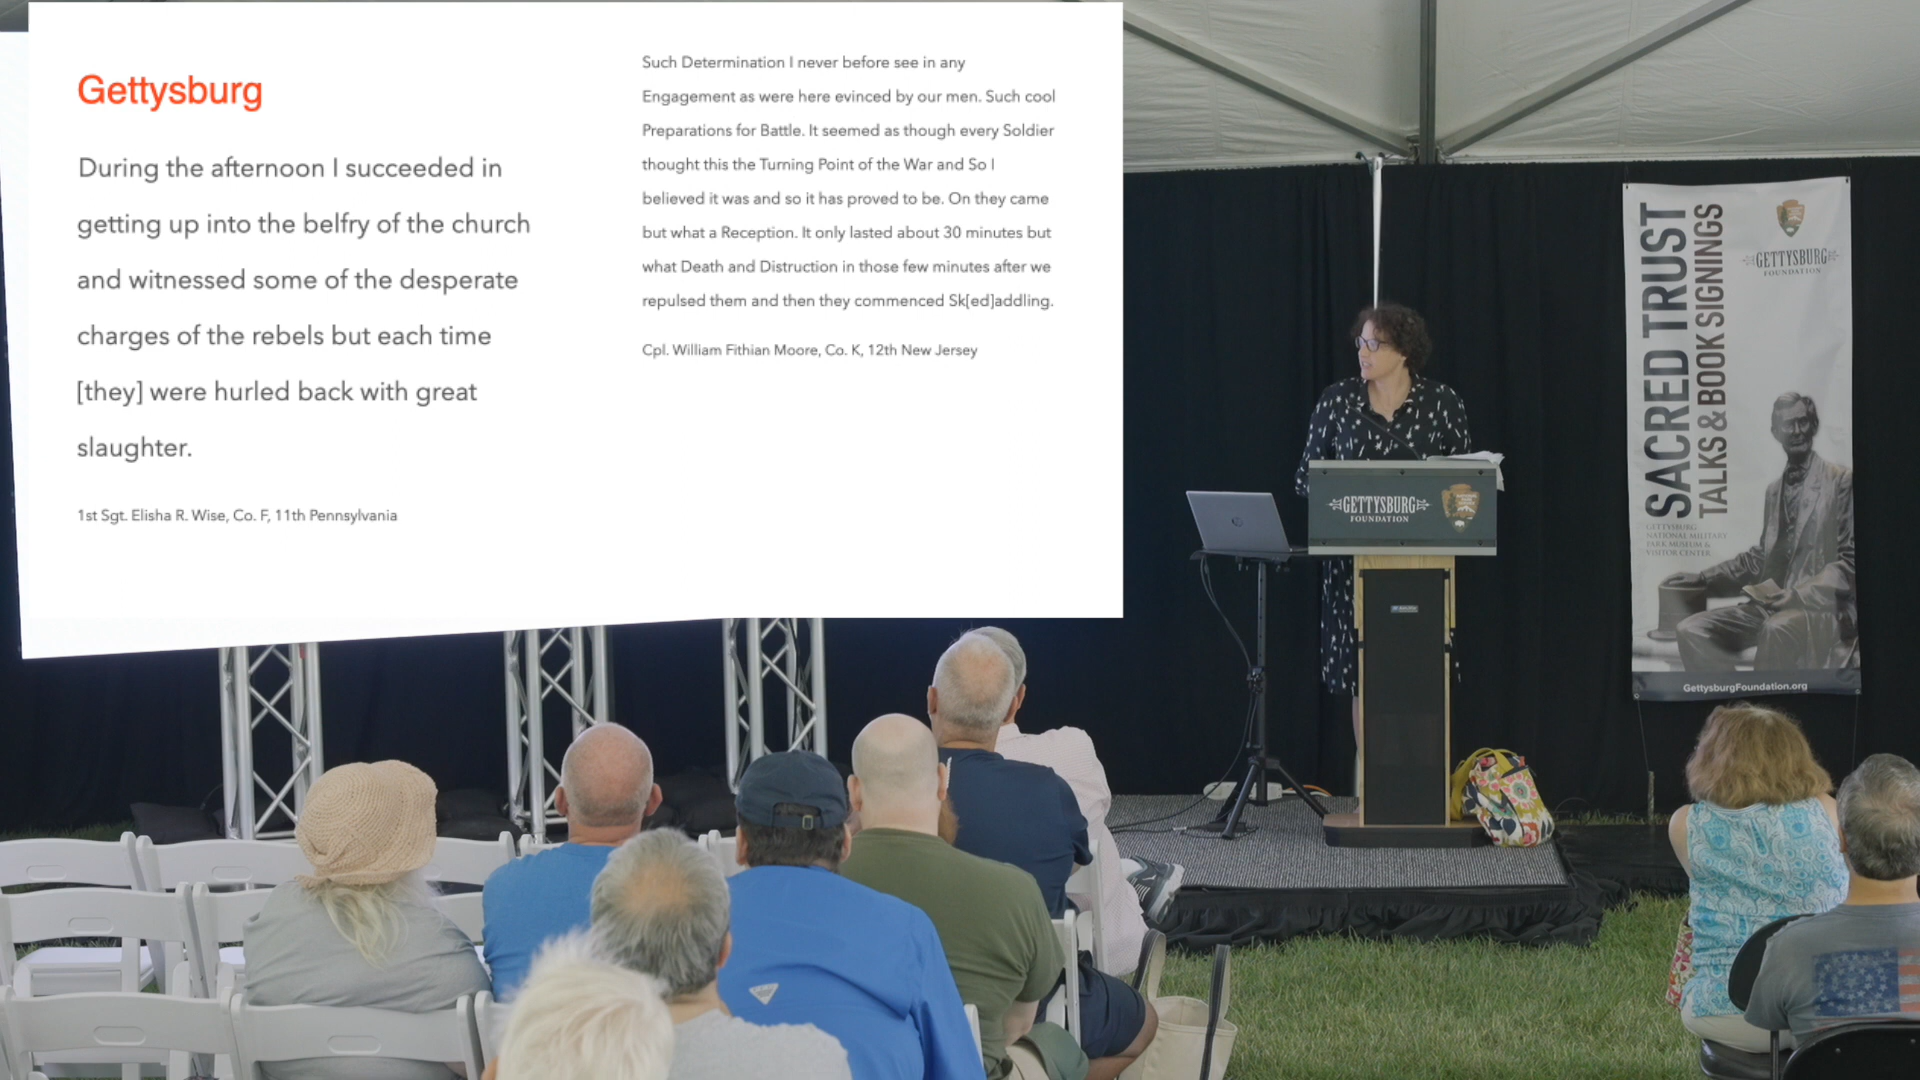 Gettysburg
During the afternoon I succeeded in
getting up into the belfry of the church
and witnessed some of the desperate
charges of the rebels but each time
[they] were hurled back with great
slaughter.
1st Sgt. Elisha R. Wise, Co. F, 11th Pennsylvania
Such Determination I never before see in any
Engagement as were here evinced by our men. Such cool
Preparations for Battle. It seemed as though every Soldier
thought this the Turning Point of the War and So I
believed it was and so it has proved to be. On they came
but what a Reception. It only lasted about 30 minutes but
what Death and Distruction in those few minutes after we
repulsed them and then they commenced Sk[ed]addling.
Cpl. William Fithian Moore, Co. K, 12th New Jersey
GETTYSBURG
FOUNDATION
SACRED TRUST
TALKS & BOOK SIGNINGS
GETTYSBURG
NATIONAL MILITARY
PARK MUSEUM &
VISITOR CENTER
GETTYSBURG
FOUNDATION
GettysburgFoundation.org